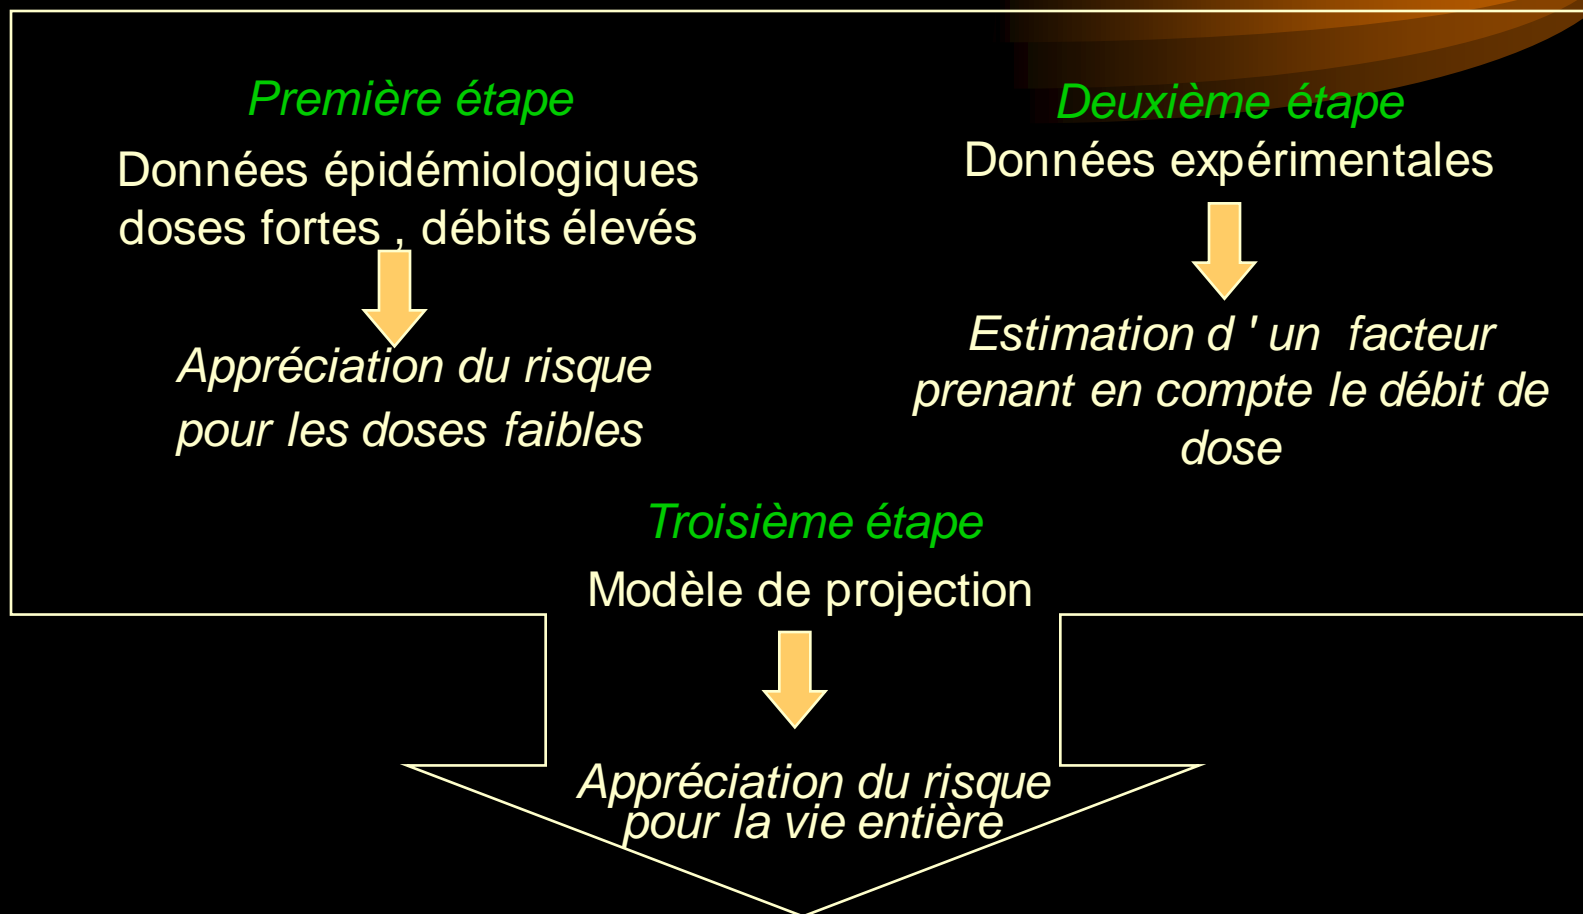 Première étape
Données épidémiologiques
doses fortes , débits élevés
Appréciation du risque
pour les doses faibles
Deuxième étape
Données expérimentales
Estimation d ' un facteur
prenant en compte le débit de
dose
Troisième étape
Modèle de projection
Appréciation du risque
pour la vie entière